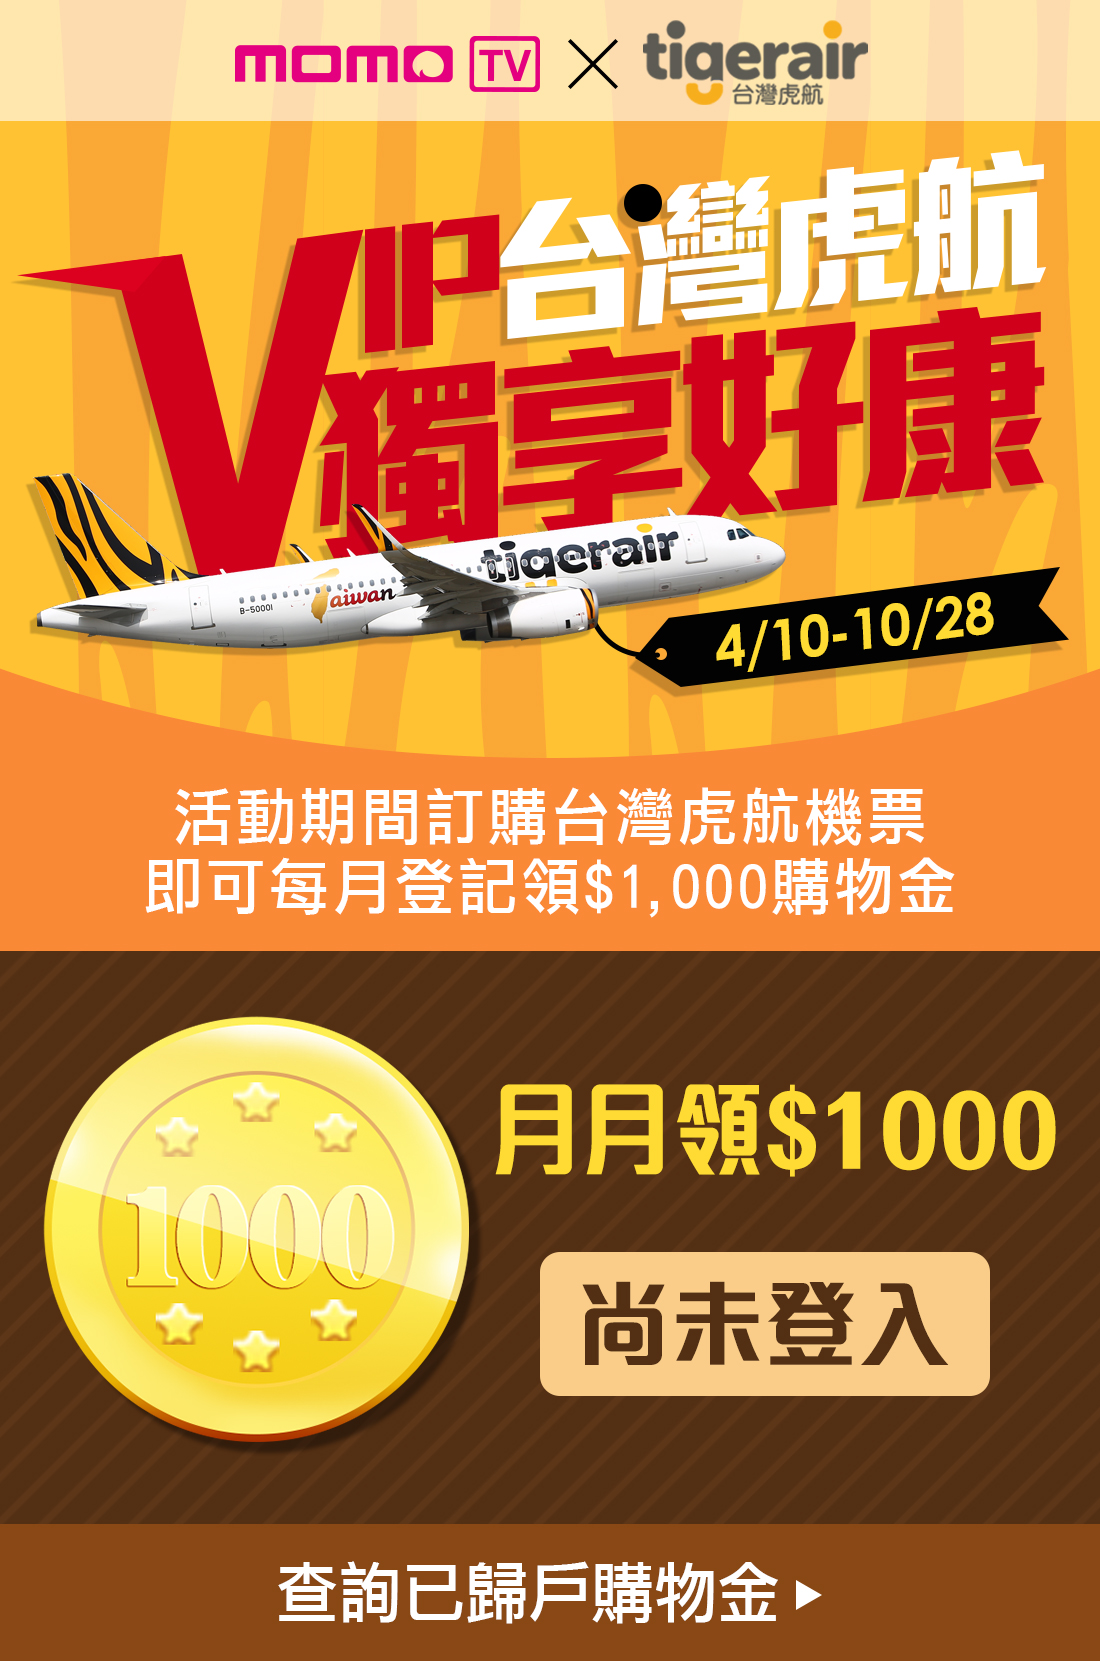 momo TV × tigerair
台灣虎航
VIP台灣虎航
獨享好康
tigerair
Taiwan
B-50001
4/10-10/28
活動期間訂購台灣虎航機票
即可每月登記領$1,000購物金
月月領$1000
1000
尚未登入
查詢已歸戶購物金